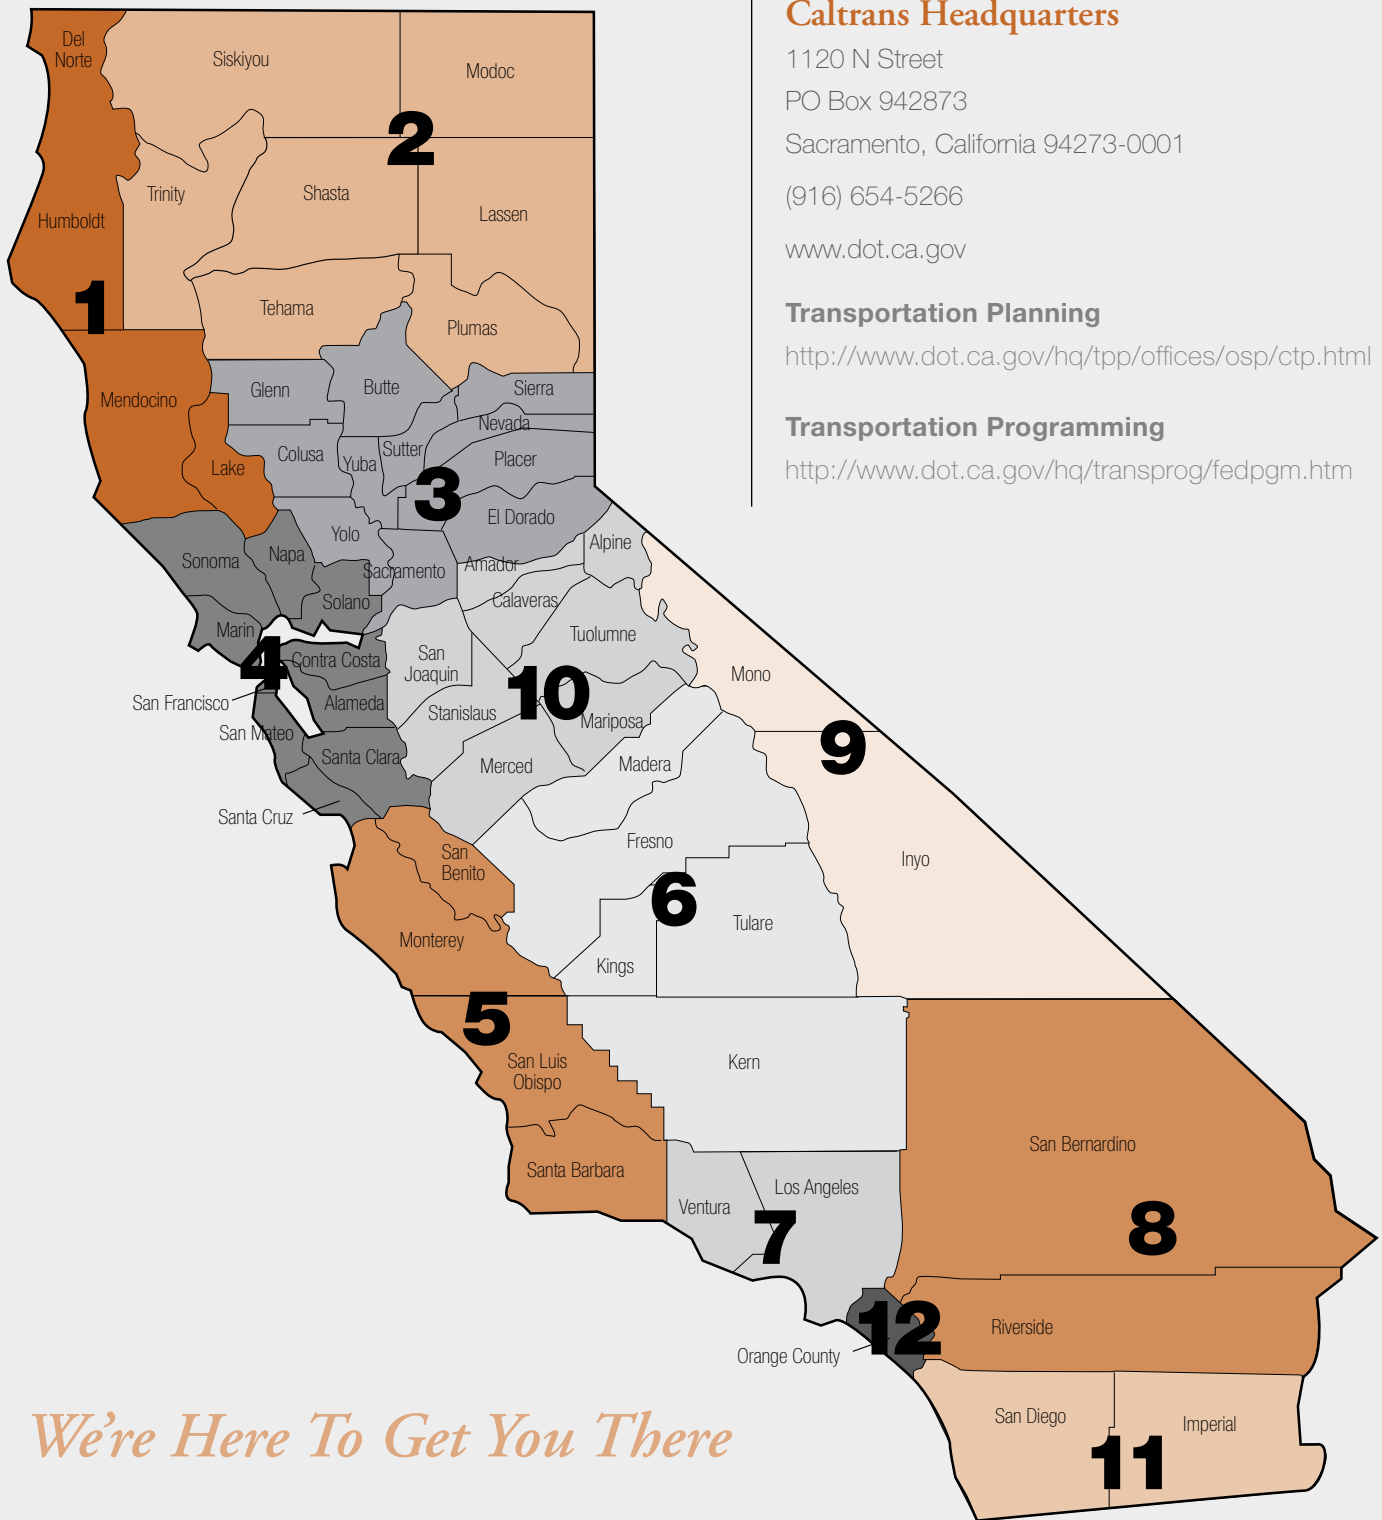 Caltrans Headquarters
1120 N Street
PO Box 942873
Sacramento, California 94273-0001
(916) 654-5266
www.dot.ca.gov
Transportation Planning
http://www.dot.ca.gov/hq/tpp/offices/osp/ctp.html
Transportation Programming
http://www.dot.ca.gov/hq/transprog/fedpgm.htm
Del
Norte
Siskiyou
Modoc
2
Trinity
Shasta
Lassen
Humboldt
1
Tehama
Plumas
Mendocino
Glenn
Butte
Sierra
Nevada
Lake
Colusa
Yuba
Sutter
Placer
3
El Dorado
Yolo
Sonoma
Napa
Sacramento
Amador
Alpine
Solano
Calaveras
Marin
4
Contra Costa
San
Joaquin
Tuolumne
Mono
10
San Francisco
Alameda
Stanislaus
Mariposa
San Mateo
Santa Clara
Merced
Madera
9
Santa Cruz
Fresno
Inyo
San
Benito
6
Tulare
Monterey
Kings
5
San Luis
Obispo
Kern
Santa Barbara
San Bernardino
Ventura
Los Angeles
7
8
12
Riverside
Orange County
San Diego
Imperial
11
We’re Here To Get You There